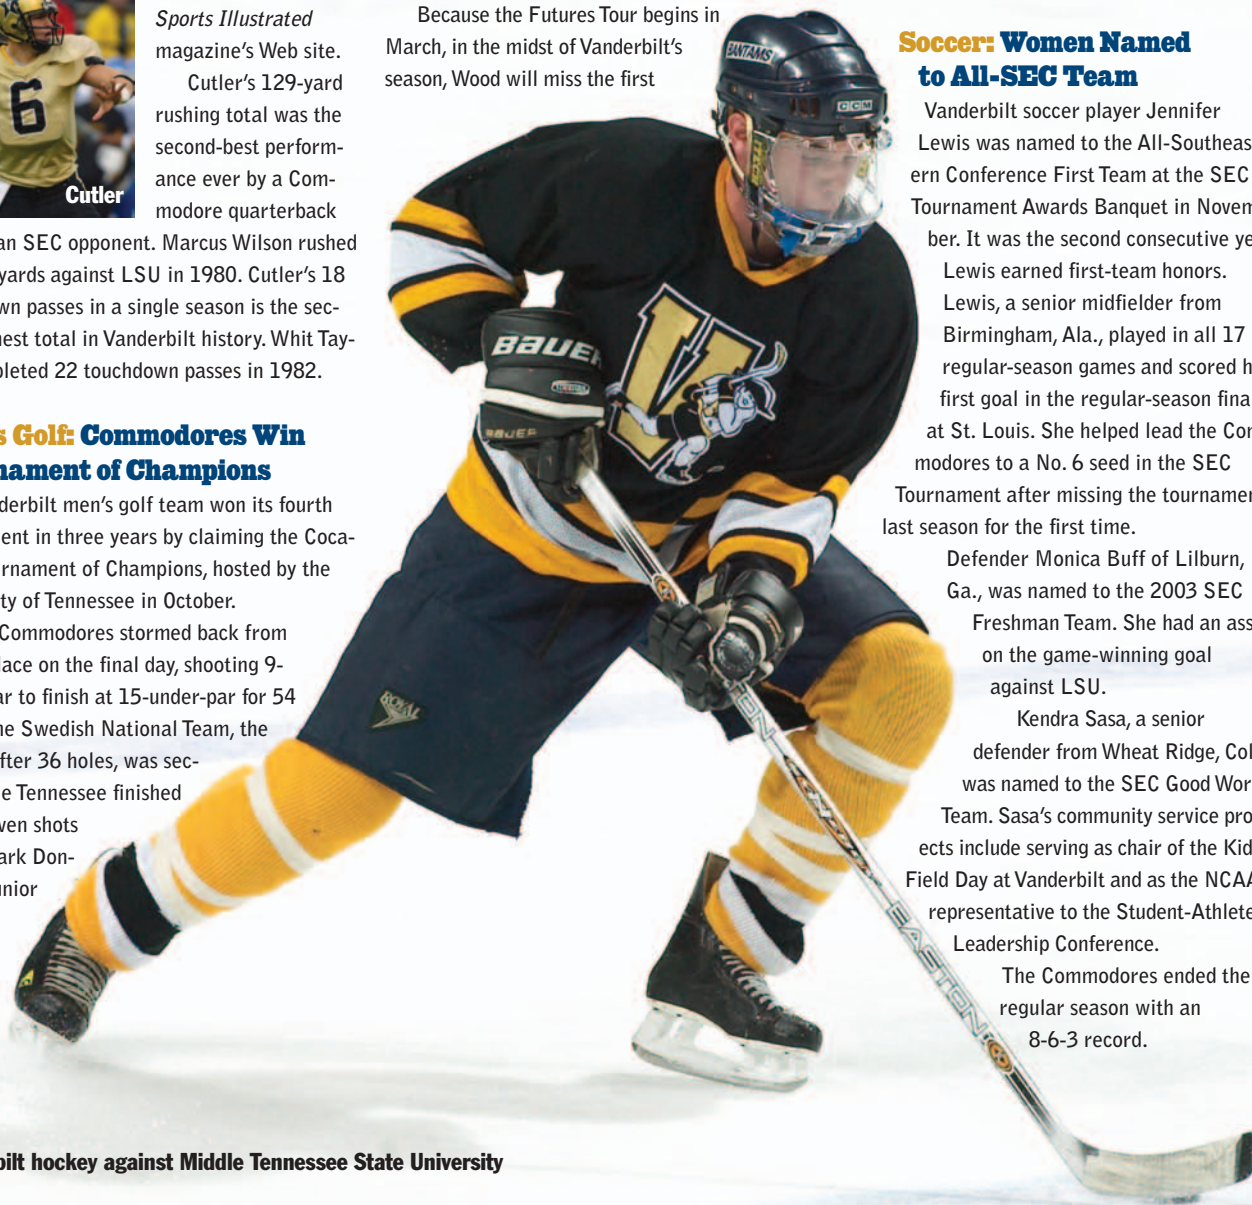 Sports Illustrated
magazine's Web site.
Cutler's 129-yard
rushing total was the
second-best perform-
ance ever by a Com-
modore quarterback
an SEC opponent. Marcus Wilson rushed
yards against LSU in 1980. Cutler's 18
wn passes in a single season is the sec-
hest total in Vanderbilt history. Whit Tay-
pleted 22 touchdown passes in 1982.
6
Cutler
s Golf: Commodores Win
nament of Champions
derbilt men's golf team won its fourth
ent in three years by claiming the Coca-
rnament of Champions, hosted by the
ty of Tennessee in October.
Commodores stormed back from
lace on the final day, shooting 9-
ar to finish at 15-under-par for 54
he Swedish National Team, the
fter 36 holes, was sec-
e Tennessee finished
ven shots
ark Don-
unior
Because the Futures Tour begins in
March, in the midst of Vanderbilt's
season, Wood will miss the first
BANTAMS
CCM
BAUER
V
BAUER
ROYAL
EASTON
bilt hockey against Middle Tennessee State University
Soccer: Women Named
to All-SEC Team
Vanderbilt soccer player Jennifer
Lewis was named to the All-Southeas
ern Conference First Team at the SEC
Tournament Awards Banquet in Novem
ber. It was the second consecutive ye
Lewis earned first-team honors.
Lewis, a senior midfielder from
Birmingham, Ala., played in all 17
regular-season games and scored h
first goal in the regular-season fina
at St. Louis. She helped lead the Con
modores to a No. 6 seed in the SEC
Tournament after missing the tournamen
last season for the first time.
Defender Monica Buff of Lilburn,
Ga., was named to the 2003 SEC
Freshman Team. She had an ass
on the game-winning goal
against LSU.
Kendra Sasa, a senior
defender from Wheat Ridge, Col
was named to the SEC Good Wor
Team. Sasa's community service pro
ects include serving as chair of the Kid
Field Day at Vanderbilt and as the NCAA
representative to the Student-Athlete
Leadership Conference.
The Commodores ended the
regular season with an
8-6-3 record.